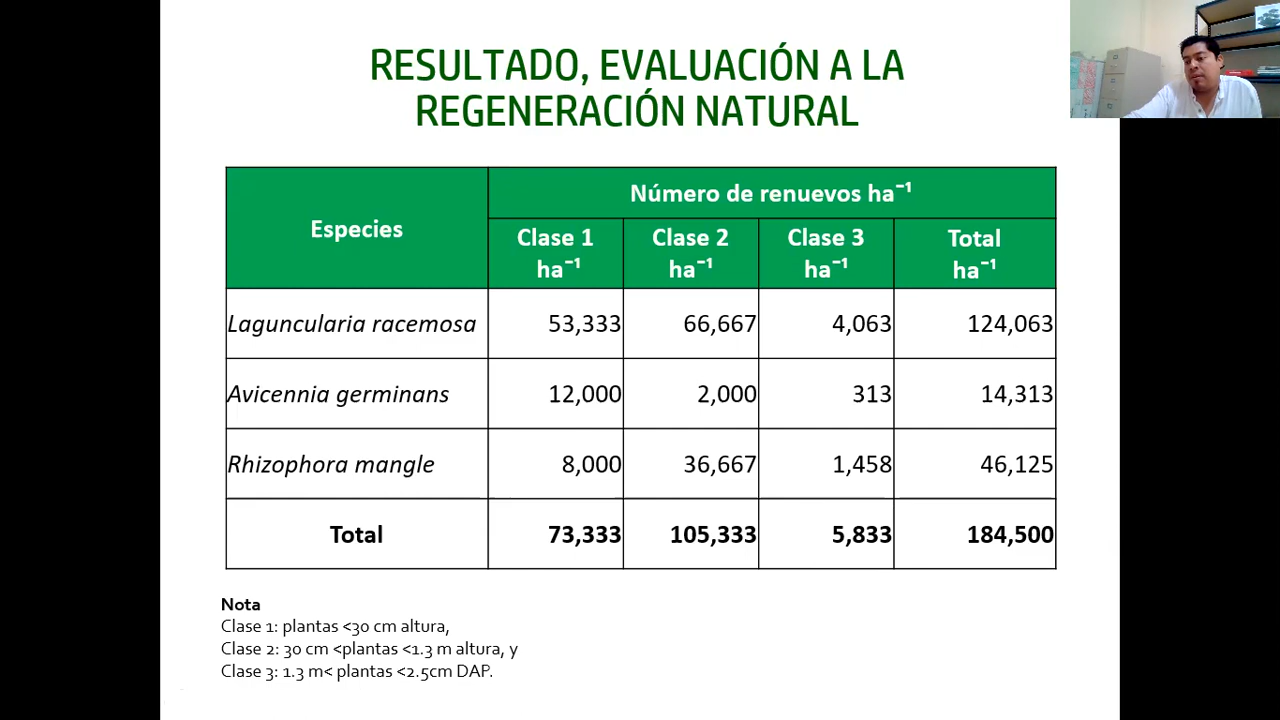 RESULTADO, EVALUACIÓN A LA
REGENERACIÓN NATURAL
Especies
Número de renuevos ha⁻¹
Clase 1 ha⁻¹
Clase 2 ha⁻¹
Clase 3 ha⁻¹
Total ha⁻¹
Laguncularia racemosa 53,333 66,667 4,063 124,063
Avicennia germinans 12,000 2,000 313 14,313
Rhizophora mangle 8,000 36,667 1,458 46,125
Total 73,333 105,333 5,833 184,500
Nota
Clase 1: plantas <30 cm altura,
Clase 2: 30 cm <plantas <1.3 m altura, y
Clase 3: 1.3 m< plantas <2.5cm DAP.